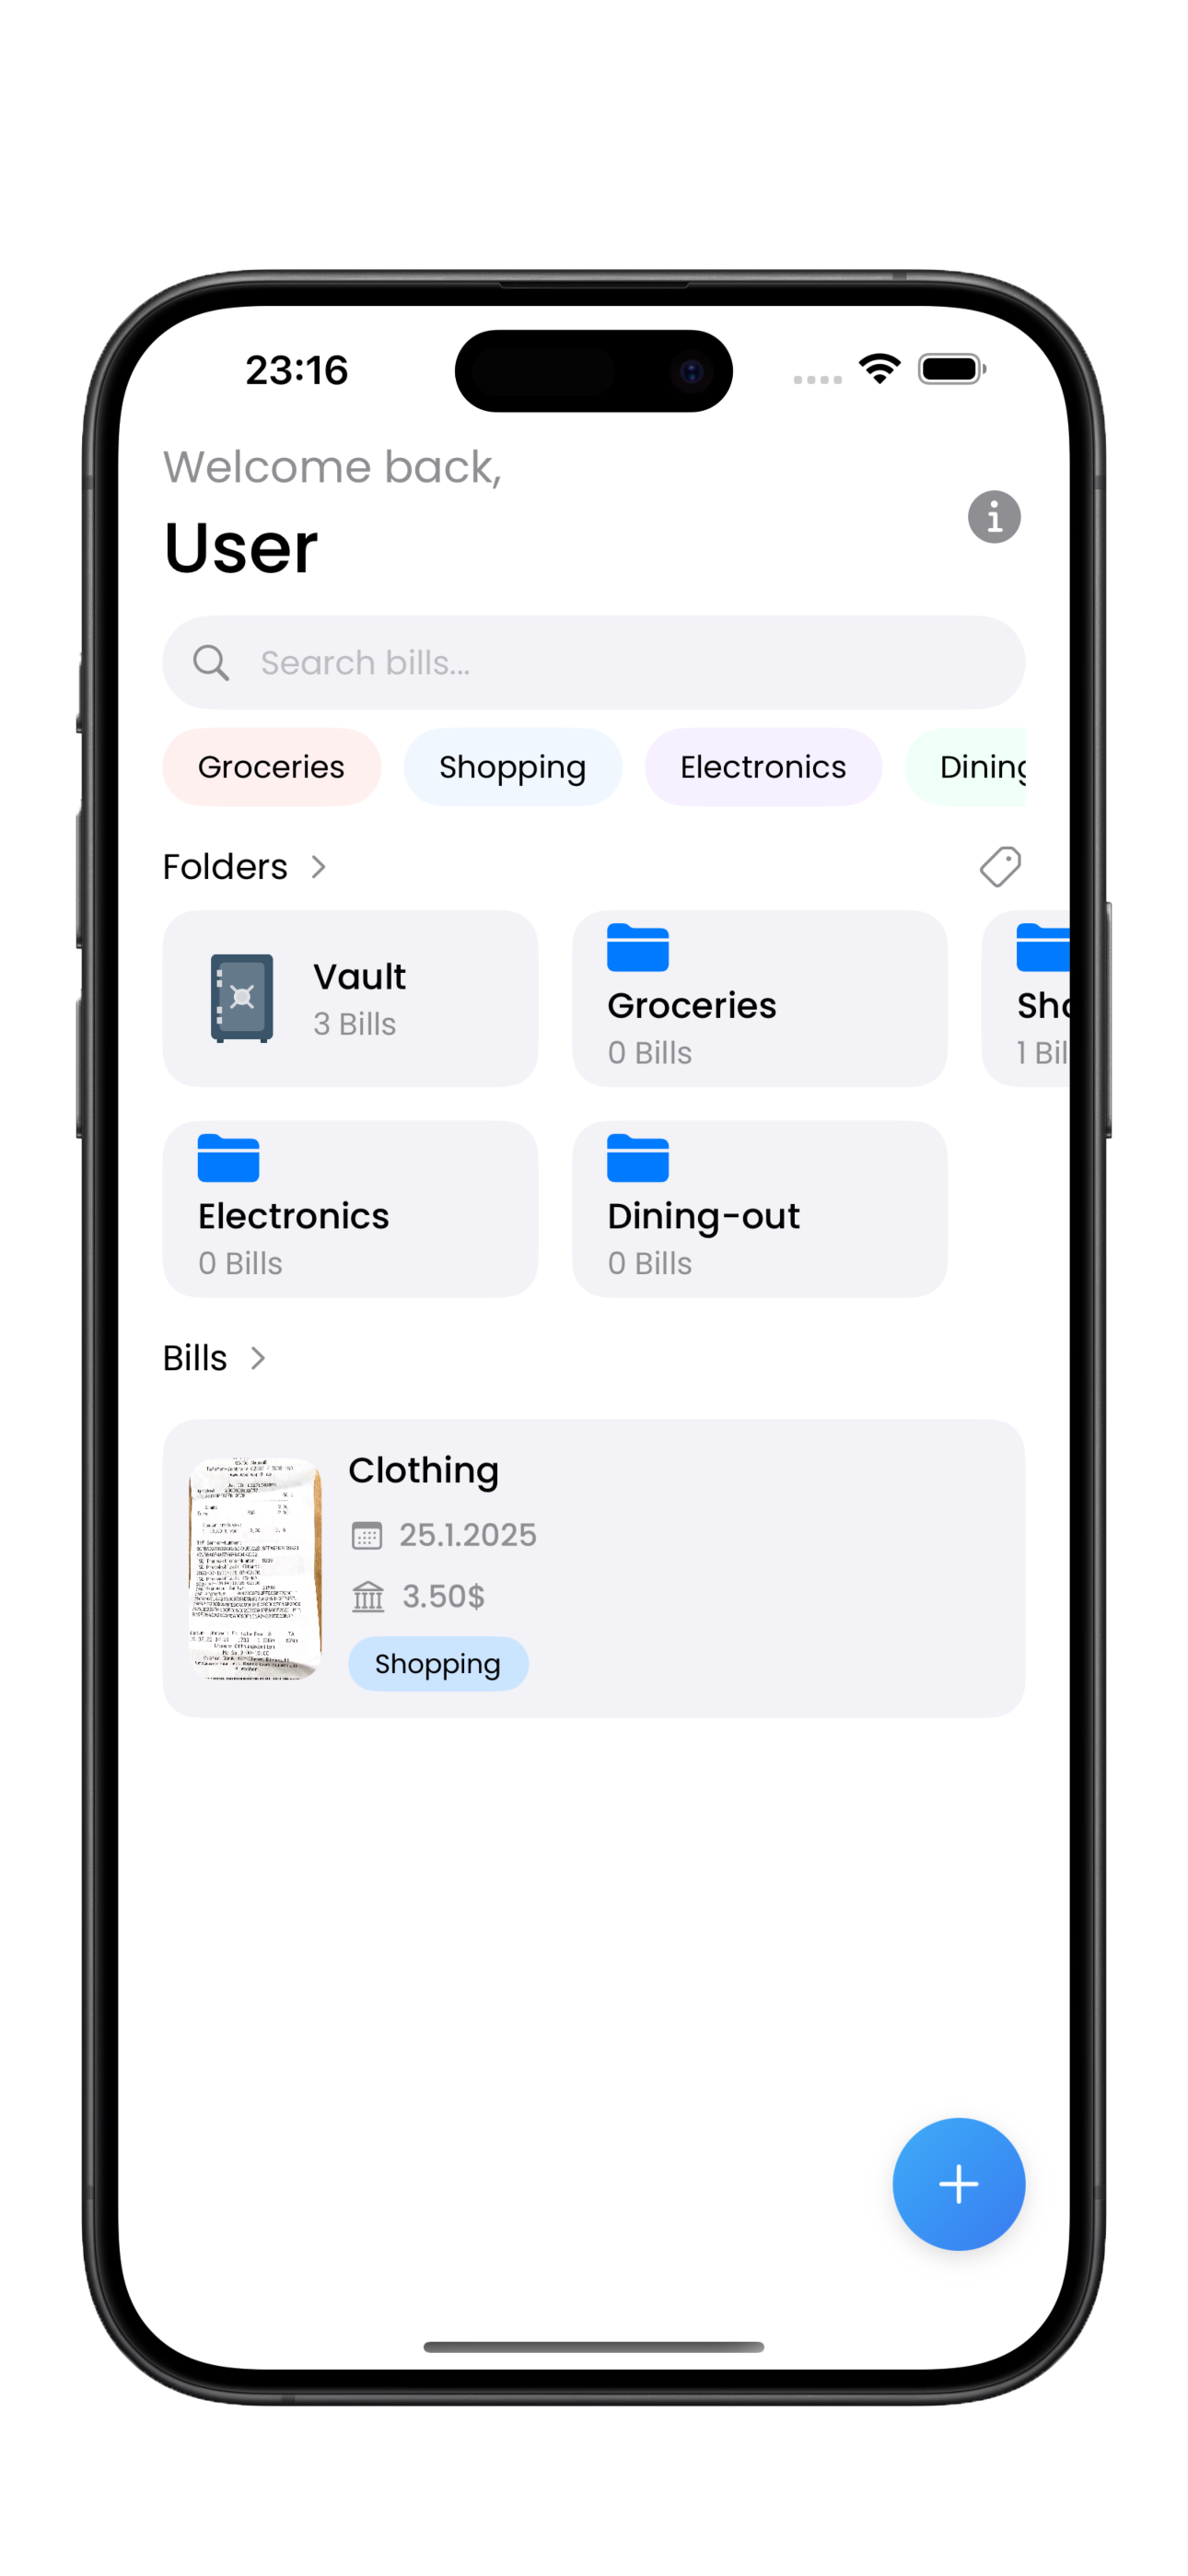 23:16
Welcome back,
User
Search bills...
Groceries Shopping Electronics Dining
Folders
Vault
3 Bills
Groceries
0 Bills
Sho
1 Bil
Electronics
0 Bills
Dining-out
0 Bills
Bills
Clothing
25.1.2025
3.50$
Shopping